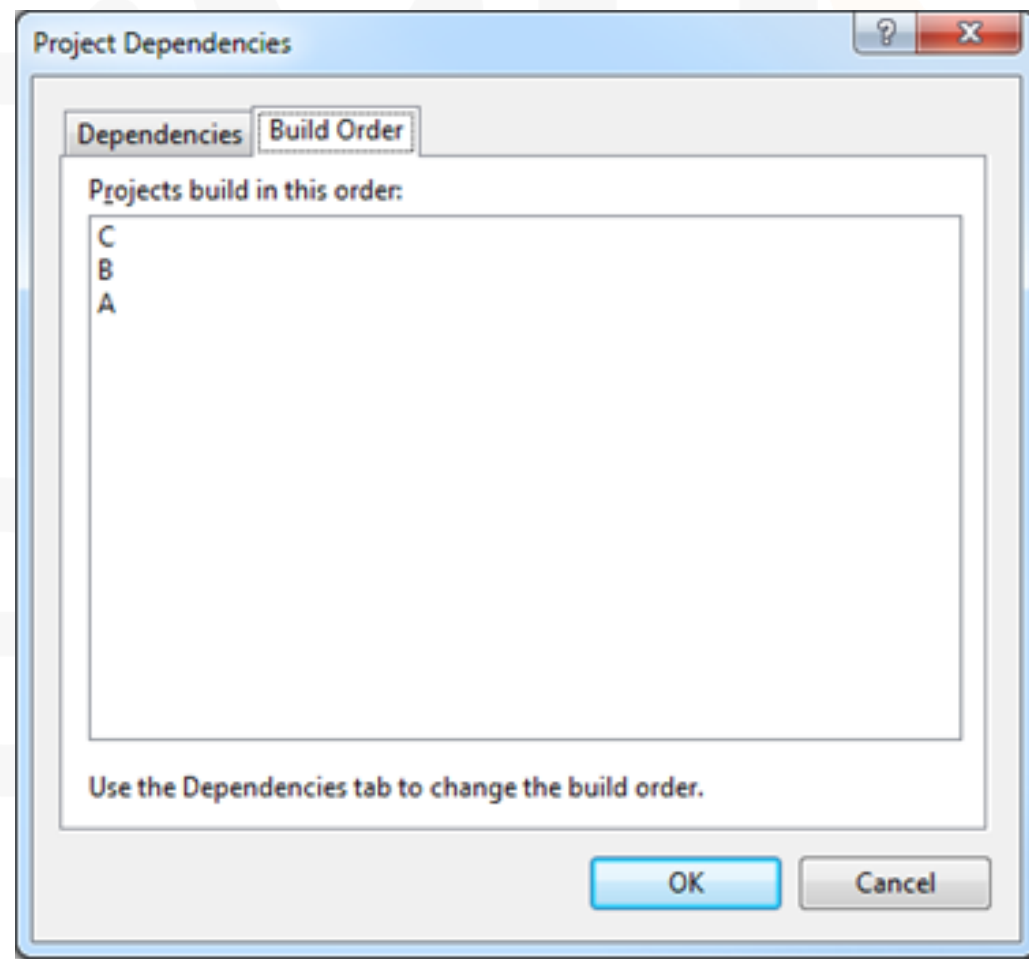 Project Dependencies
Dependencies
Build Order
Projects build in this order:
C
B
A
Use the Dependencies tab to change the build order.
OK
Cancel